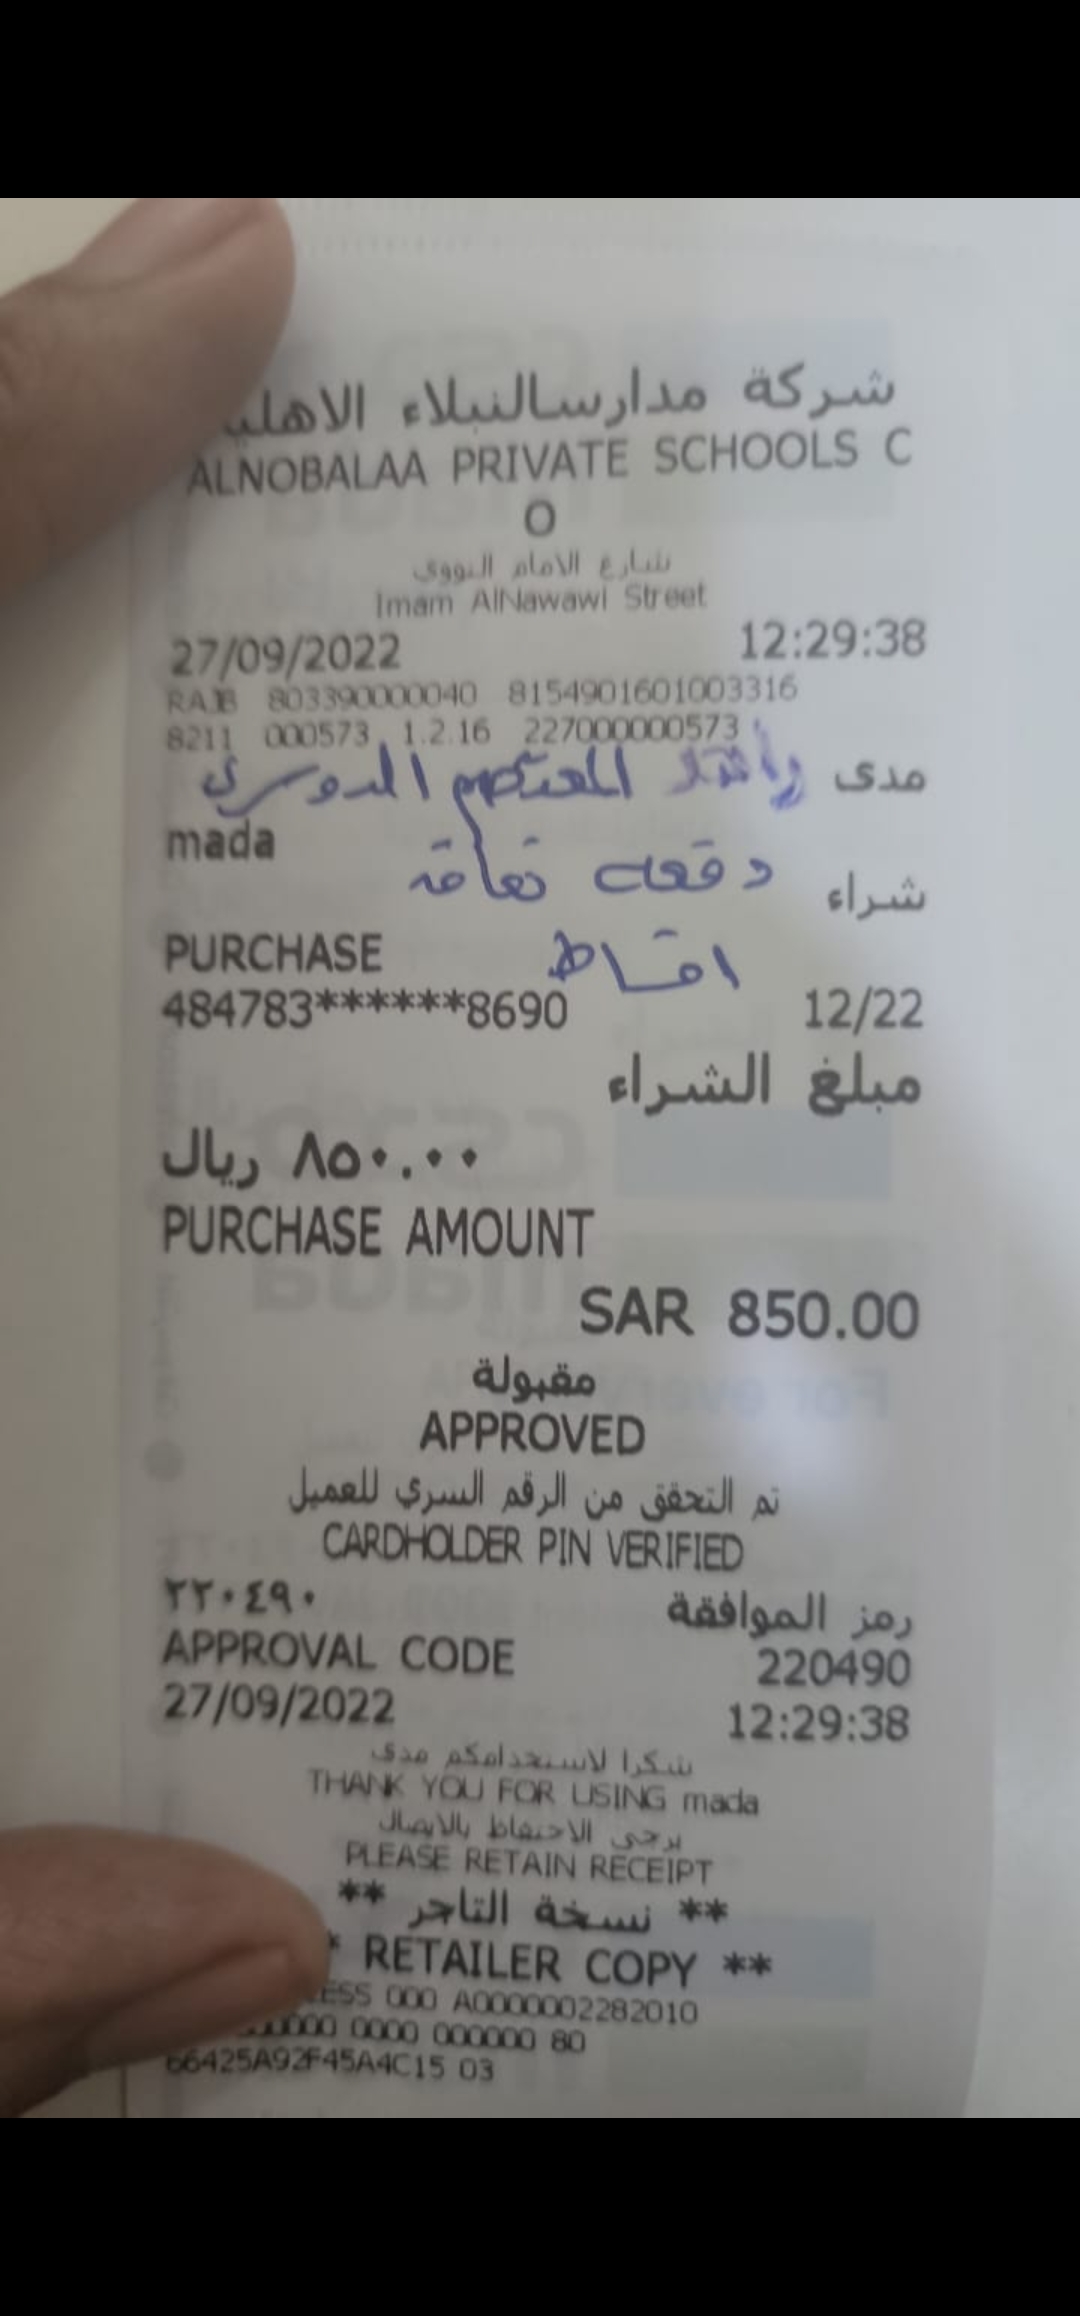 شركة مدارسالنبلاء الاهلي
ALNOBALAA PRIVATE SCHOOLS C
O
شارع الامام النووي
Imam AlNawawi Street
27/09/2022 12:29:38
RAJB 803390000040 8154901601003316
8211 000573 1.2.16 227000000573
مدى المعتصم الدوسري
mada
دفعه
شراء
PURCHASE
اقساط
484783******8690 12/22
مبلغ الشراء
٨٥٠.٠٠ ريال
PURCHASE AMOUNT
SAR 850.00
مقبولة
APPROVED
تم التحقق من الرقم السري للعميل
CARDHOLDER PIN VERIFIED
رمز الموافقة ٢٢٠٤٩٠
APPROVAL CODE 220490
27/09/2022 12:29:38
شكرا لاستخدامكم مدى
THANK YOU FOR USING mada
يرجى الاحتفاظ بالايصال
PLEASE RETAIN RECEIPT
** نسخة التاجر **
* RETAILER COPY **
000 A0000002282010
0000 000000 80
66425A92F45A4C15 03